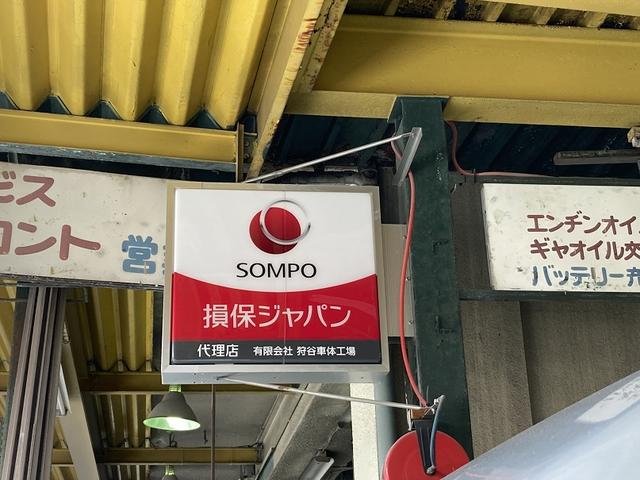 ビス
ロント
営
SOMPO
損保ジャパン
代理店 有限会社 狩谷車体工場
エンヂンオイ
ギヤオイル交
バッテリー充